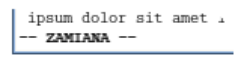 ipsum dolor sit amet
-- ZAMIANA --